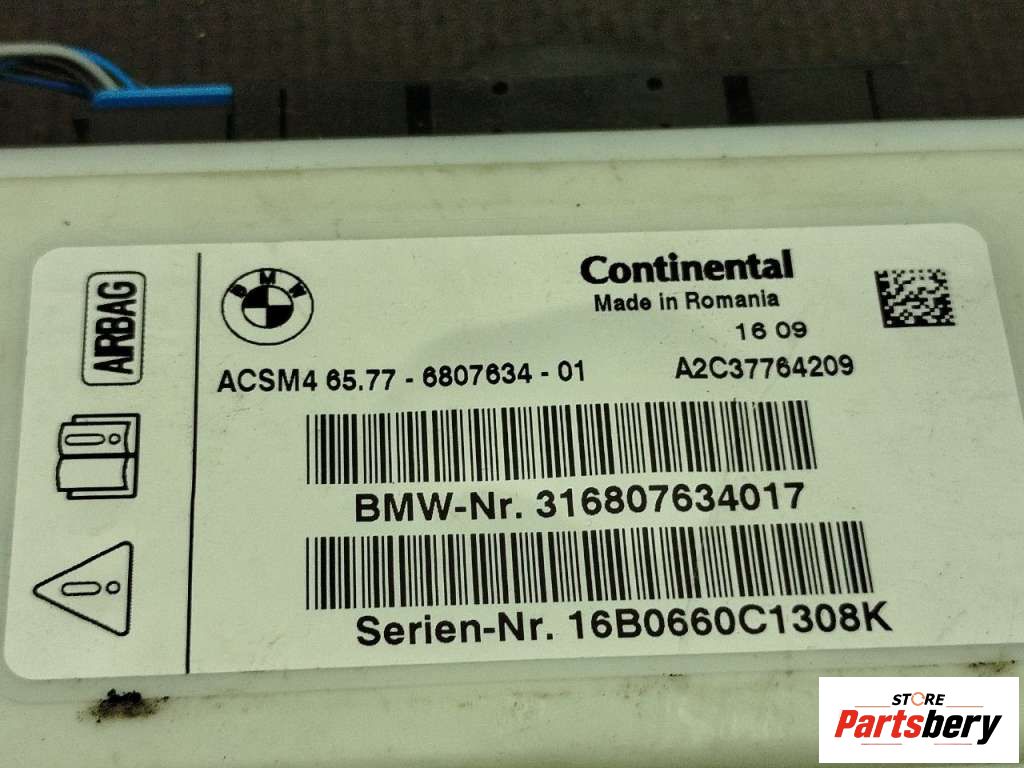 AIRBAG
BMW
Continental
Made in Romania
16 09
ACSM4 65.77 - 6807634 - 01
A2C37764209
BMW-Nr. 316807634017
Serien-Nr. 16B0660C1308K
STORE
Partsbery